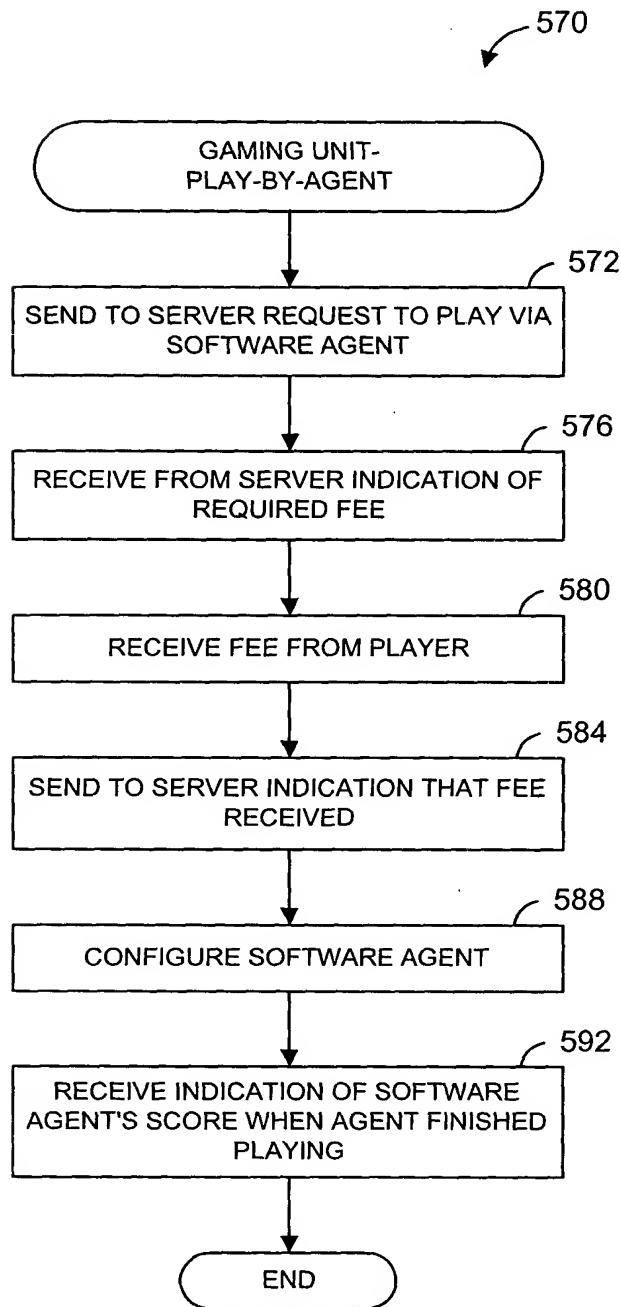 570
GAMING UNIT-
PLAY-BY-AGENT
572
SEND TO SERVER REQUEST TO PLAY VIA
SOFTWARE AGENT
576
RECEIVE FROM SERVER INDICATION OF
REQUIRED FEE
580
RECEIVE FEE FROM PLAYER
584
SEND TO SERVER INDICATION THAT FEE
RECEIVED
588
CONFIGURE SOFTWARE AGENT
592
RECEIVE INDICATION OF SOFTWARE
AGENT'S SCORE WHEN AGENT FINISHED
PLAYING
END